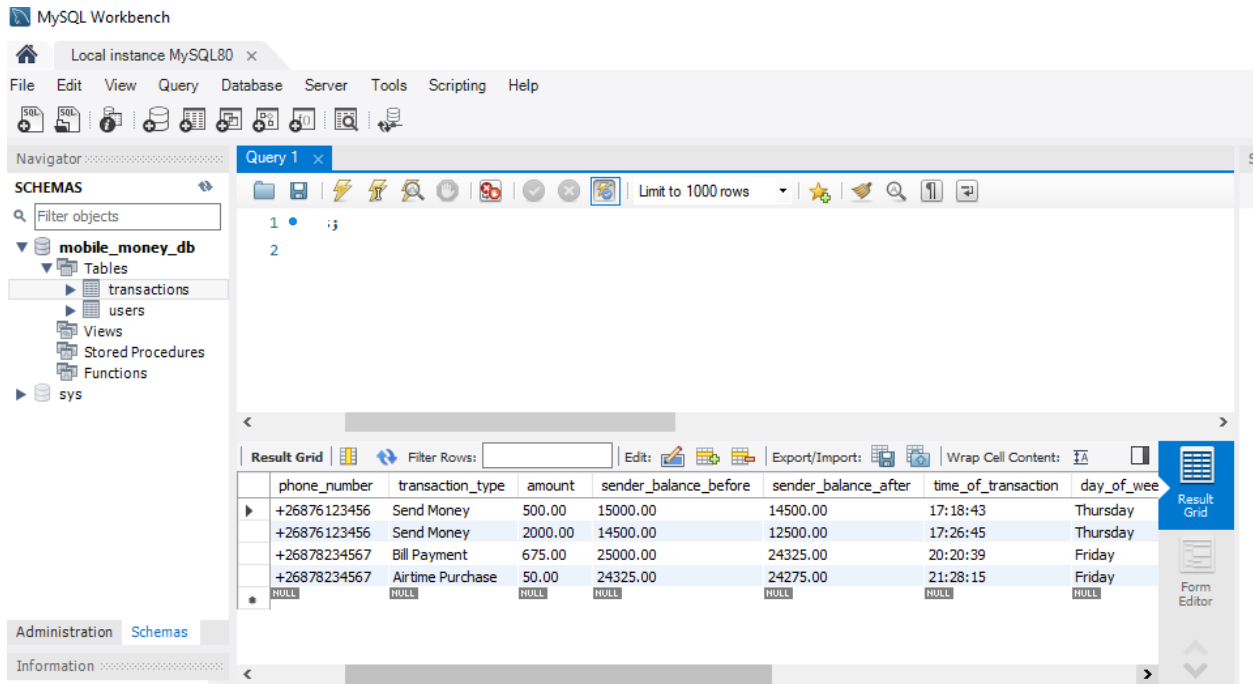 MySQL Workbench
Local instance MySQL80
File Edit View Query Database Server Tools Scripting Help
Navigator
Query 1
SCHEMAS
Limit to 1000 rows
Filter objects
1 ;;
2
mobile_money_db
Tables
transactions
users
Views
Stored Procedures
Functions
sys
Result Grid Filter Rows: Edit: Export/Import: Wrap Cell Content:
phone_number transaction_type amount sender_balance_before sender_balance_after time_of_transaction day_of_wee
+26876123456 Send Money 500.00 15000.00 14500.00 17:18:43 Thursday
+26876123456 Send Money 2000.00 14500.00 12500.00 17:26:45 Thursday
+26878234567 Bill Payment 675.00 25000.00 24325.00 20:20:39 Friday
+26878234567 Airtime Purchase 50.00 24325.00 24275.00 21:28:15 Friday
NULL NULL NULL NULL NULL NULL NULL
Result
Grid
Form
Editor
Administration Schemas
Information